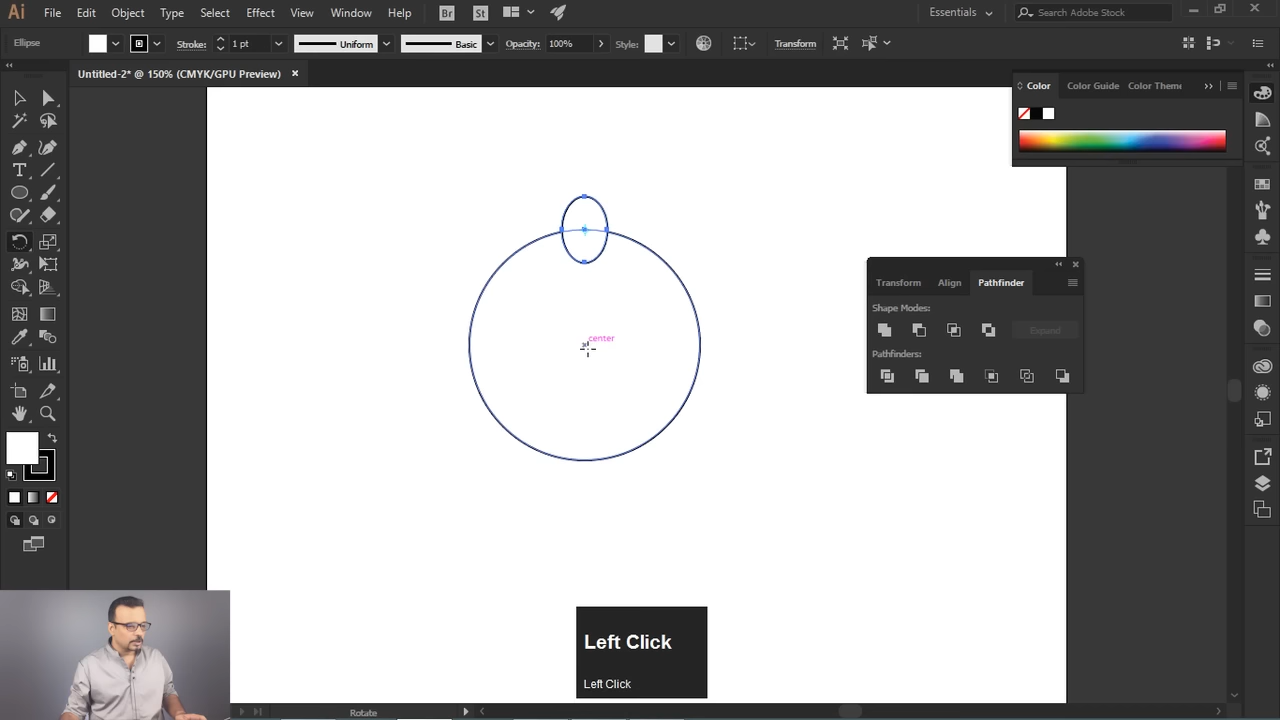 Ai File Edit Object Type Select Effect View Window Help Br St Essentials Search Adobe Stock
Ellipse Stroke: 1 pt Uniform Basic Opacity: 100% Style: Transform
Untitled-2* @ 150% (CMYK/GPU Preview)
Color Color Guide Color Theme
Transform Align Pathfinder
Shape Modes:
Expand
center
Pathfinders:
Left Click
Left Click
Rotate